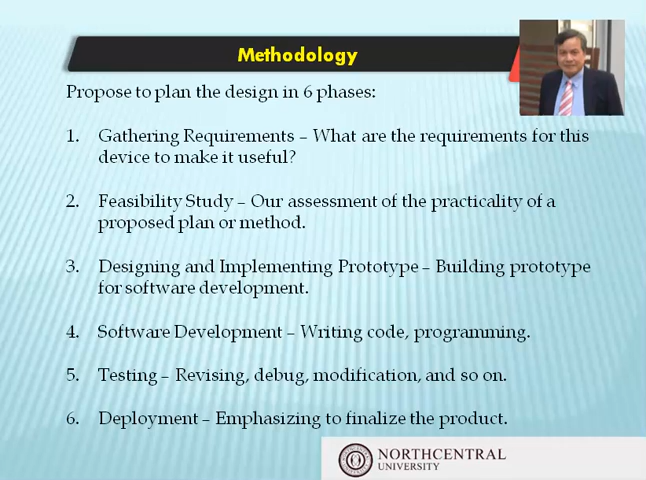 Methodology
Propose to plan the design in 6 phases:
1. Gathering Requirements – What are the requirements for this
device to make it useful?
2. Feasibility Study – Our assessment of the practicality of a
proposed plan or method.
3. Designing and Implementing Prototype – Building prototype
for software development.
4. Software Development – Writing code, programming.
5. Testing – Revising, debug, modification, and so on.
6. Deployment – Emphasizing to finalize the product.
NORTHCENTRAL
UNIVERSITY